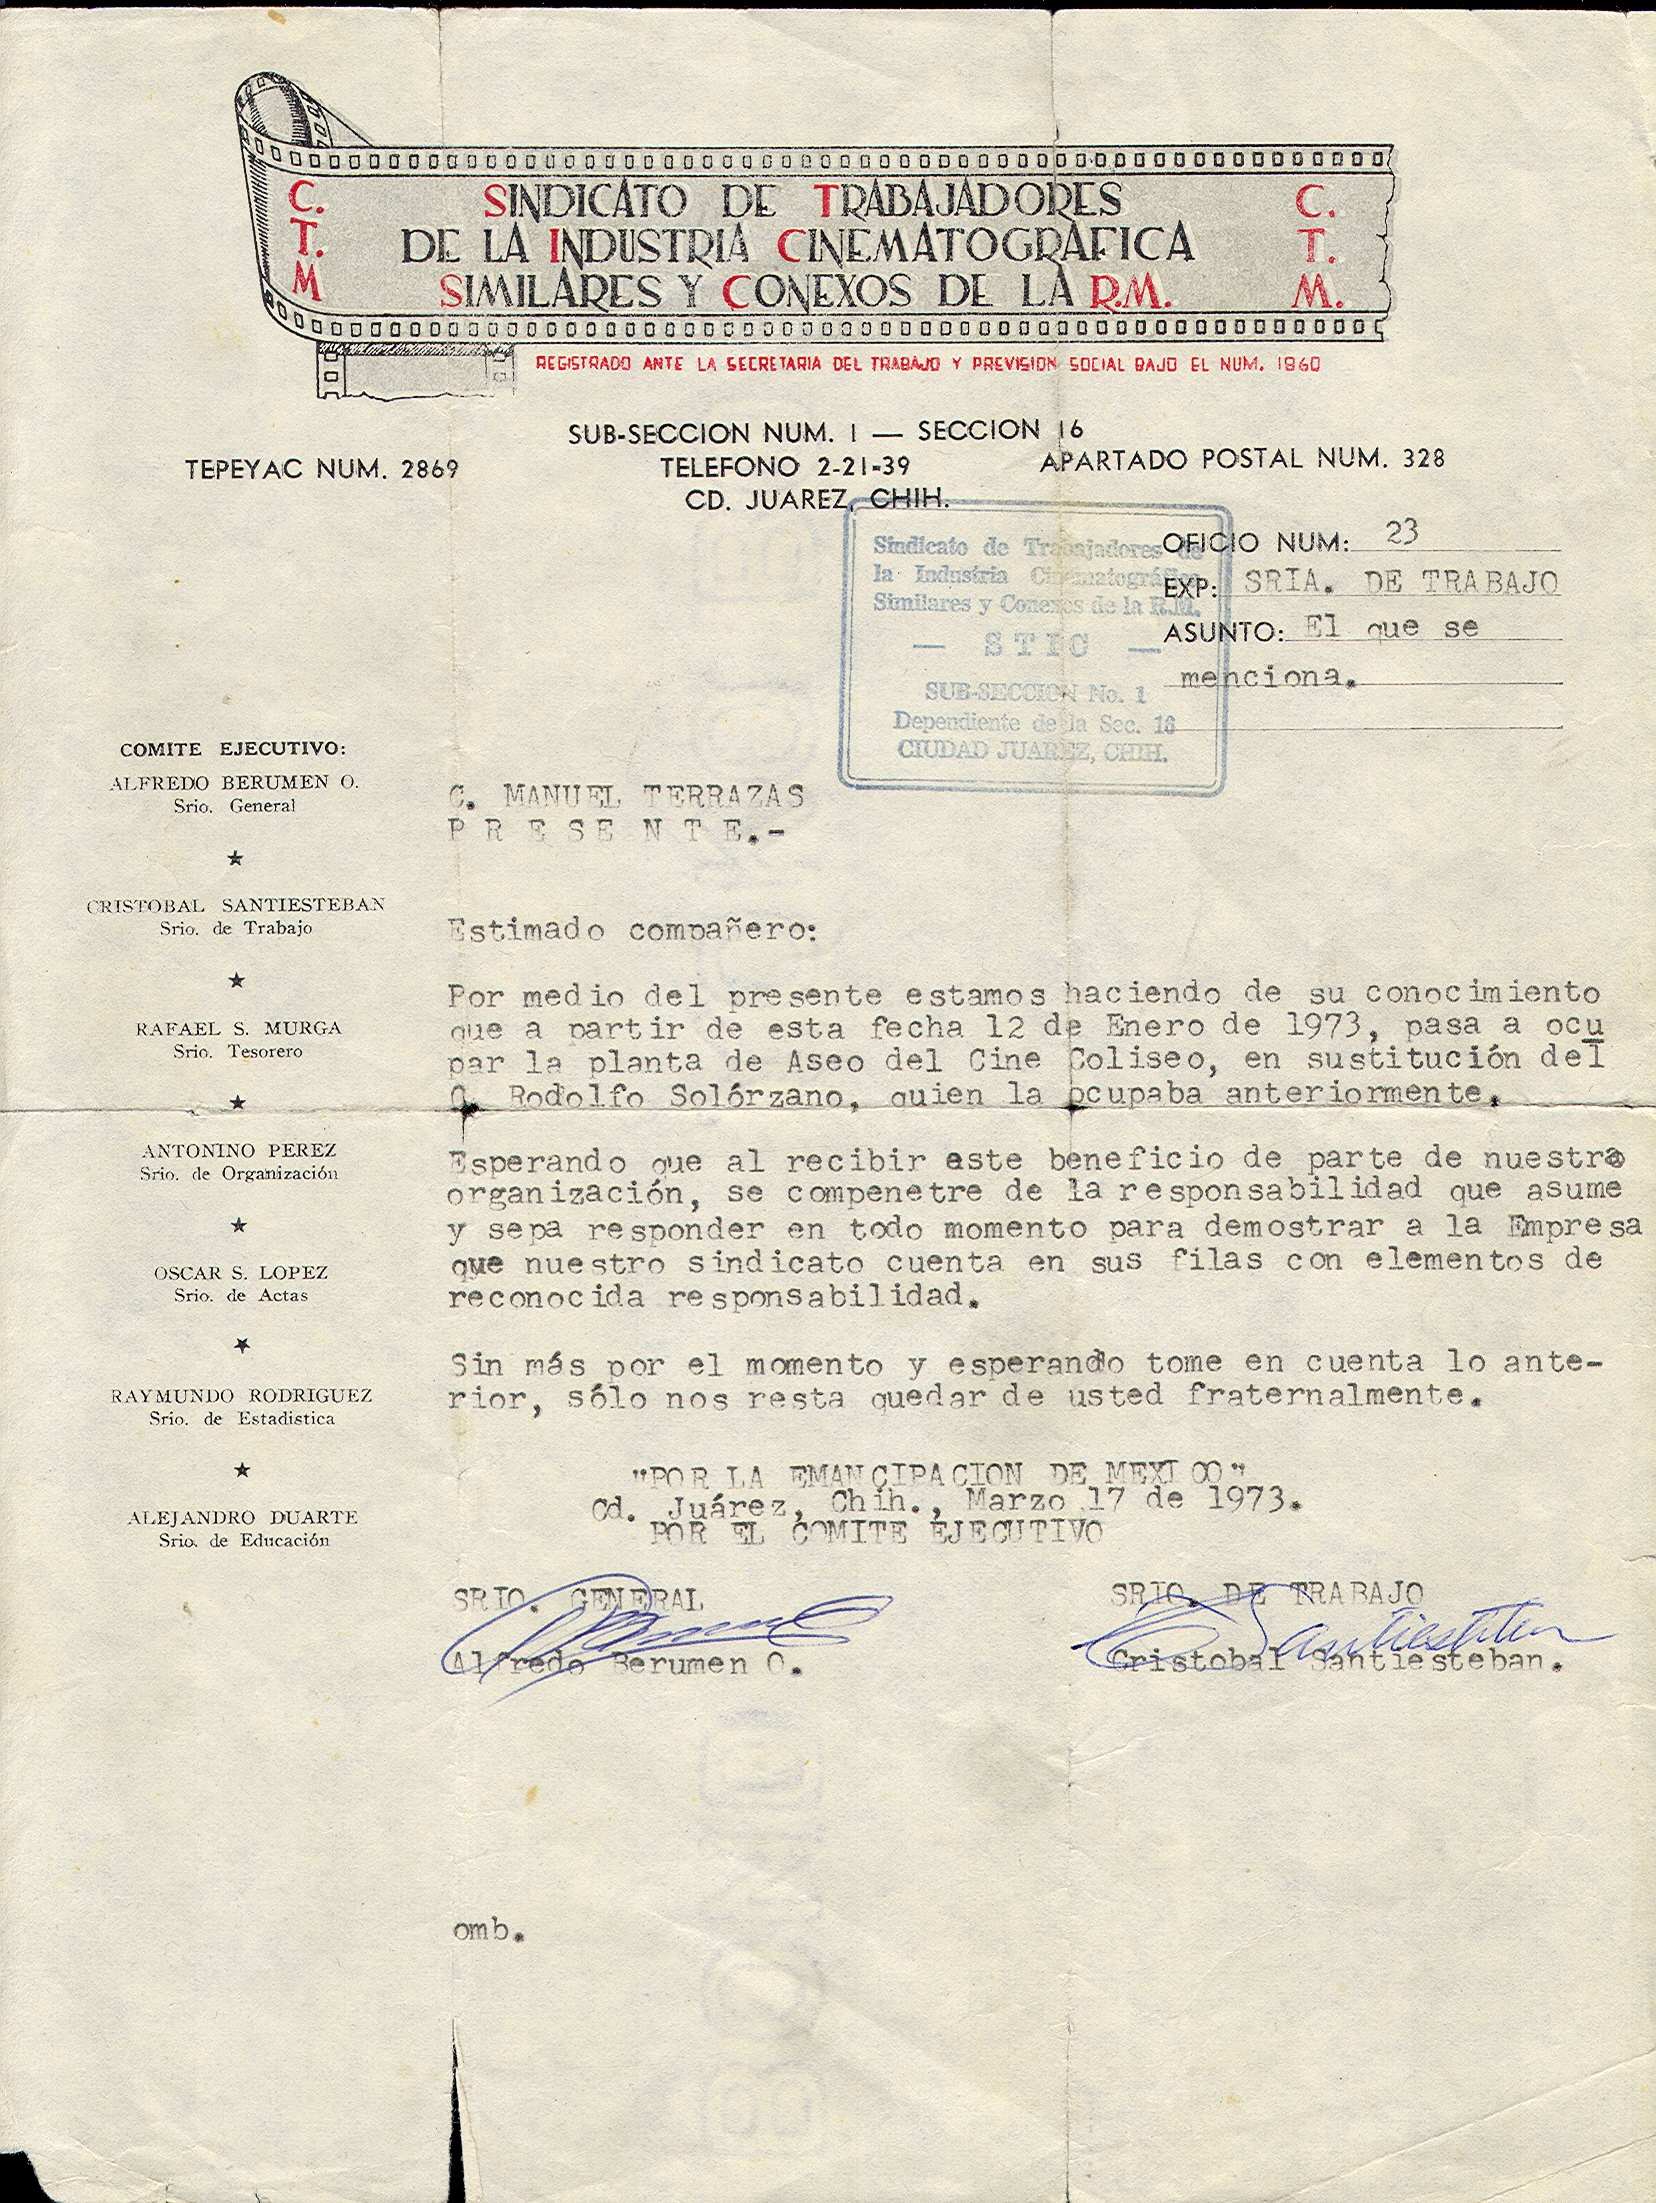 C.
T.
M
SINDICATO DE TRABAJADORES
DE LA INDUSTRIA CINEMATOGRAFICA
SIMILARES Y CONEXOS DE LA R.M.
C.
T.
M.
REGISTRADO ANTE LA SECRETARIA DEL TRABAJO Y PREVISION SOCIAL BAJO EL NUM. 1860
SUB-SECCION NUM. 1 — SECCION 16
TEPEYAC NUM. 2869 TELEFONO 2-21-39 APARTADO POSTAL NUM. 328
CD. JUAREZ, CHIH.
Sindicato de Trabajadores de
la Industria Cinematográfica
Similares y Conexos de la R.M.
— STIC —
SUB-SECCION No. 1
Dependiente de la Sec. 16
CIUDAD JUAREZ, CHIH.
OFICIO NUM: 23
EXP: SRIA. DE TRABAJO
ASUNTO: El que se
menciona.
COMITE EJECUTIVO:
ALFREDO BERUMEN O.
Srio. General
CRISTOBAL SANTIESTEBAN
Srio. de Trabajo
RAFAEL S. MURGA
Srio. Tesorero
ANTONINO PEREZ
Srio. de Organización
OSCAR S. LOPEZ
Srio. de Actas
RAYMUNDO RODRIGUEZ
Srio. de Estadistica
ALEJANDRO DUARTE
Srio. de Educación
C. MANUEL TERRAZAS
P R E S E N T E.-
Estimado compañero:
Por medio del presente estamos haciendo de su conocimiento
que a partir de esta fecha 12 de Enero de 1973, pasa a ocu
par la planta de Aseo del Cine Coliseo, en sustitución del
C. Rodolfo Solórzano, quien la ocupaba anteriormente.
Esperando que al recibir este beneficio de parte de nuestra
organización, se compenetre de la responsabilidad que asume
y sepa responder en todo momento para demostrar a la Empresa
que nuestro sindicato cuenta en sus filas con elementos de
reconocida responsabilidad.
Sin más por el momento y esperando tome en cuenta lo ante-
rior, sólo nos resta quedar de usted fraternalmente.
"POR LA EMANCIPACION DE MEXICO"
Cd. Juárez, Chih., Marzo 17 de 1973.
POR EL COMITE EJECUTIVO
SRIO. GENERAL
Alfredo Berumen O.
SRIO. DE TRABAJO
C. Santiesteban
Cristobal Santiesteban.
omb.